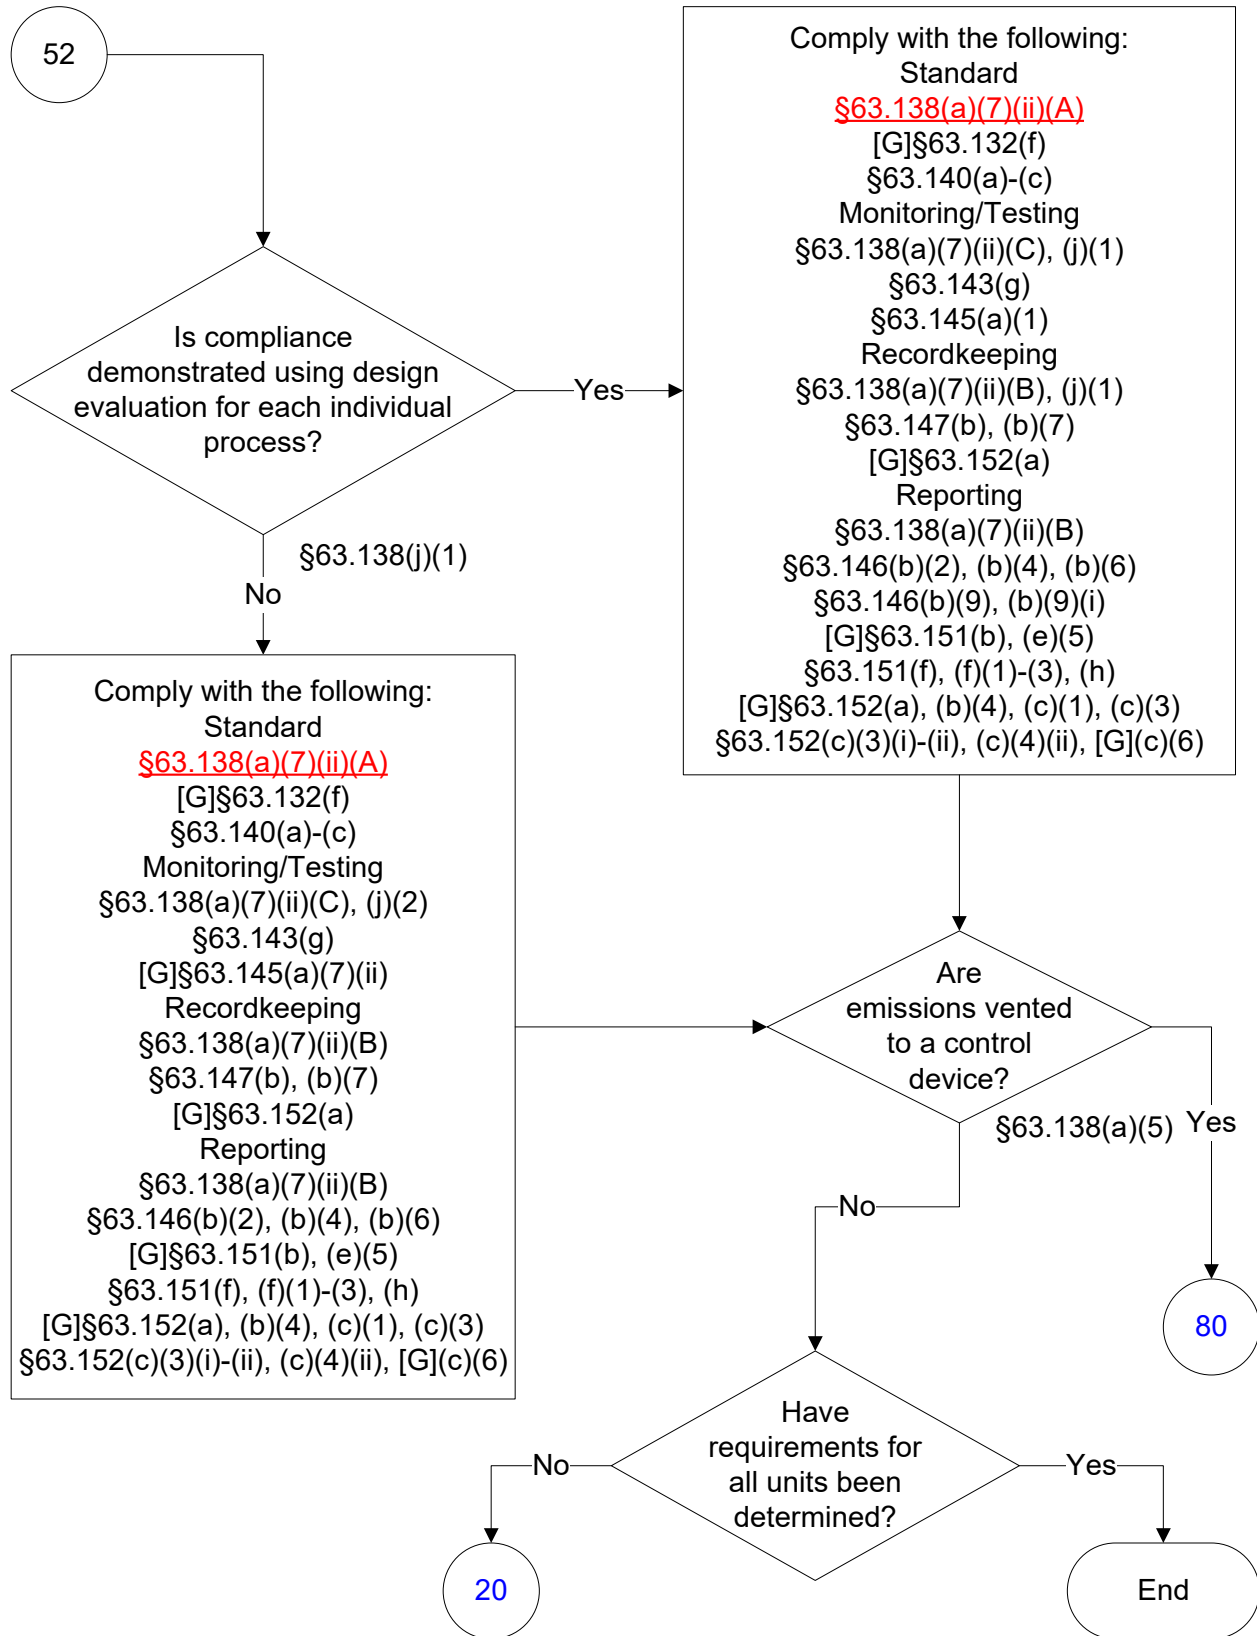 52
Is compliance
demonstrated using design
evaluation for each individual
process?
Yes
§63.138(j)(1)
No
Comply with the following:
Standard
§63.138(a)(7)(ii)(A)
[G]§63.132(f)
§63.140(a)-(c)
Monitoring/Testing
§63.138(a)(7)(ii)(C), (j)(1)
§63.143(g)
§63.145(a)(1)
Recordkeeping
§63.138(a)(7)(ii)(B), (j)(1)
§63.147(b), (b)(7)
[G]§63.152(a)
Reporting
§63.138(a)(7)(ii)(B)
§63.146(b)(2), (b)(4), (b)(6)
§63.146(b)(9), (b)(9)(i)
[G]§63.151(b), (e)(5)
§63.151(f), (f)(1)-(3), (h)
[G]§63.152(a), (b)(4), (c)(1), (c)(3)
§63.152(c)(3)(i)-(ii), (c)(4)(ii), [G](c)(6)
Comply with the following:
Standard
§63.138(a)(7)(ii)(A)
[G]§63.132(f)
§63.140(a)-(c)
Monitoring/Testing
§63.138(a)(7)(ii)(C), (j)(2)
§63.143(g)
[G]§63.145(a)(7)(ii)
Recordkeeping
§63.138(a)(7)(ii)(B)
§63.147(b), (b)(7)
[G]§63.152(a)
Reporting
§63.138(a)(7)(ii)(B)
§63.146(b)(2), (b)(4), (b)(6)
[G]§63.151(b), (e)(5)
§63.151(f), (f)(1)-(3), (h)
[G]§63.152(a), (b)(4), (c)(1), (c)(3)
§63.152(c)(3)(i)-(ii), (c)(4)(ii), [G](c)(6)
Are
emissions vented
to a control
device?
§63.138(a)(5)
Yes
No
80
Have
requirements for
all units been
determined?
No
Yes
20
End